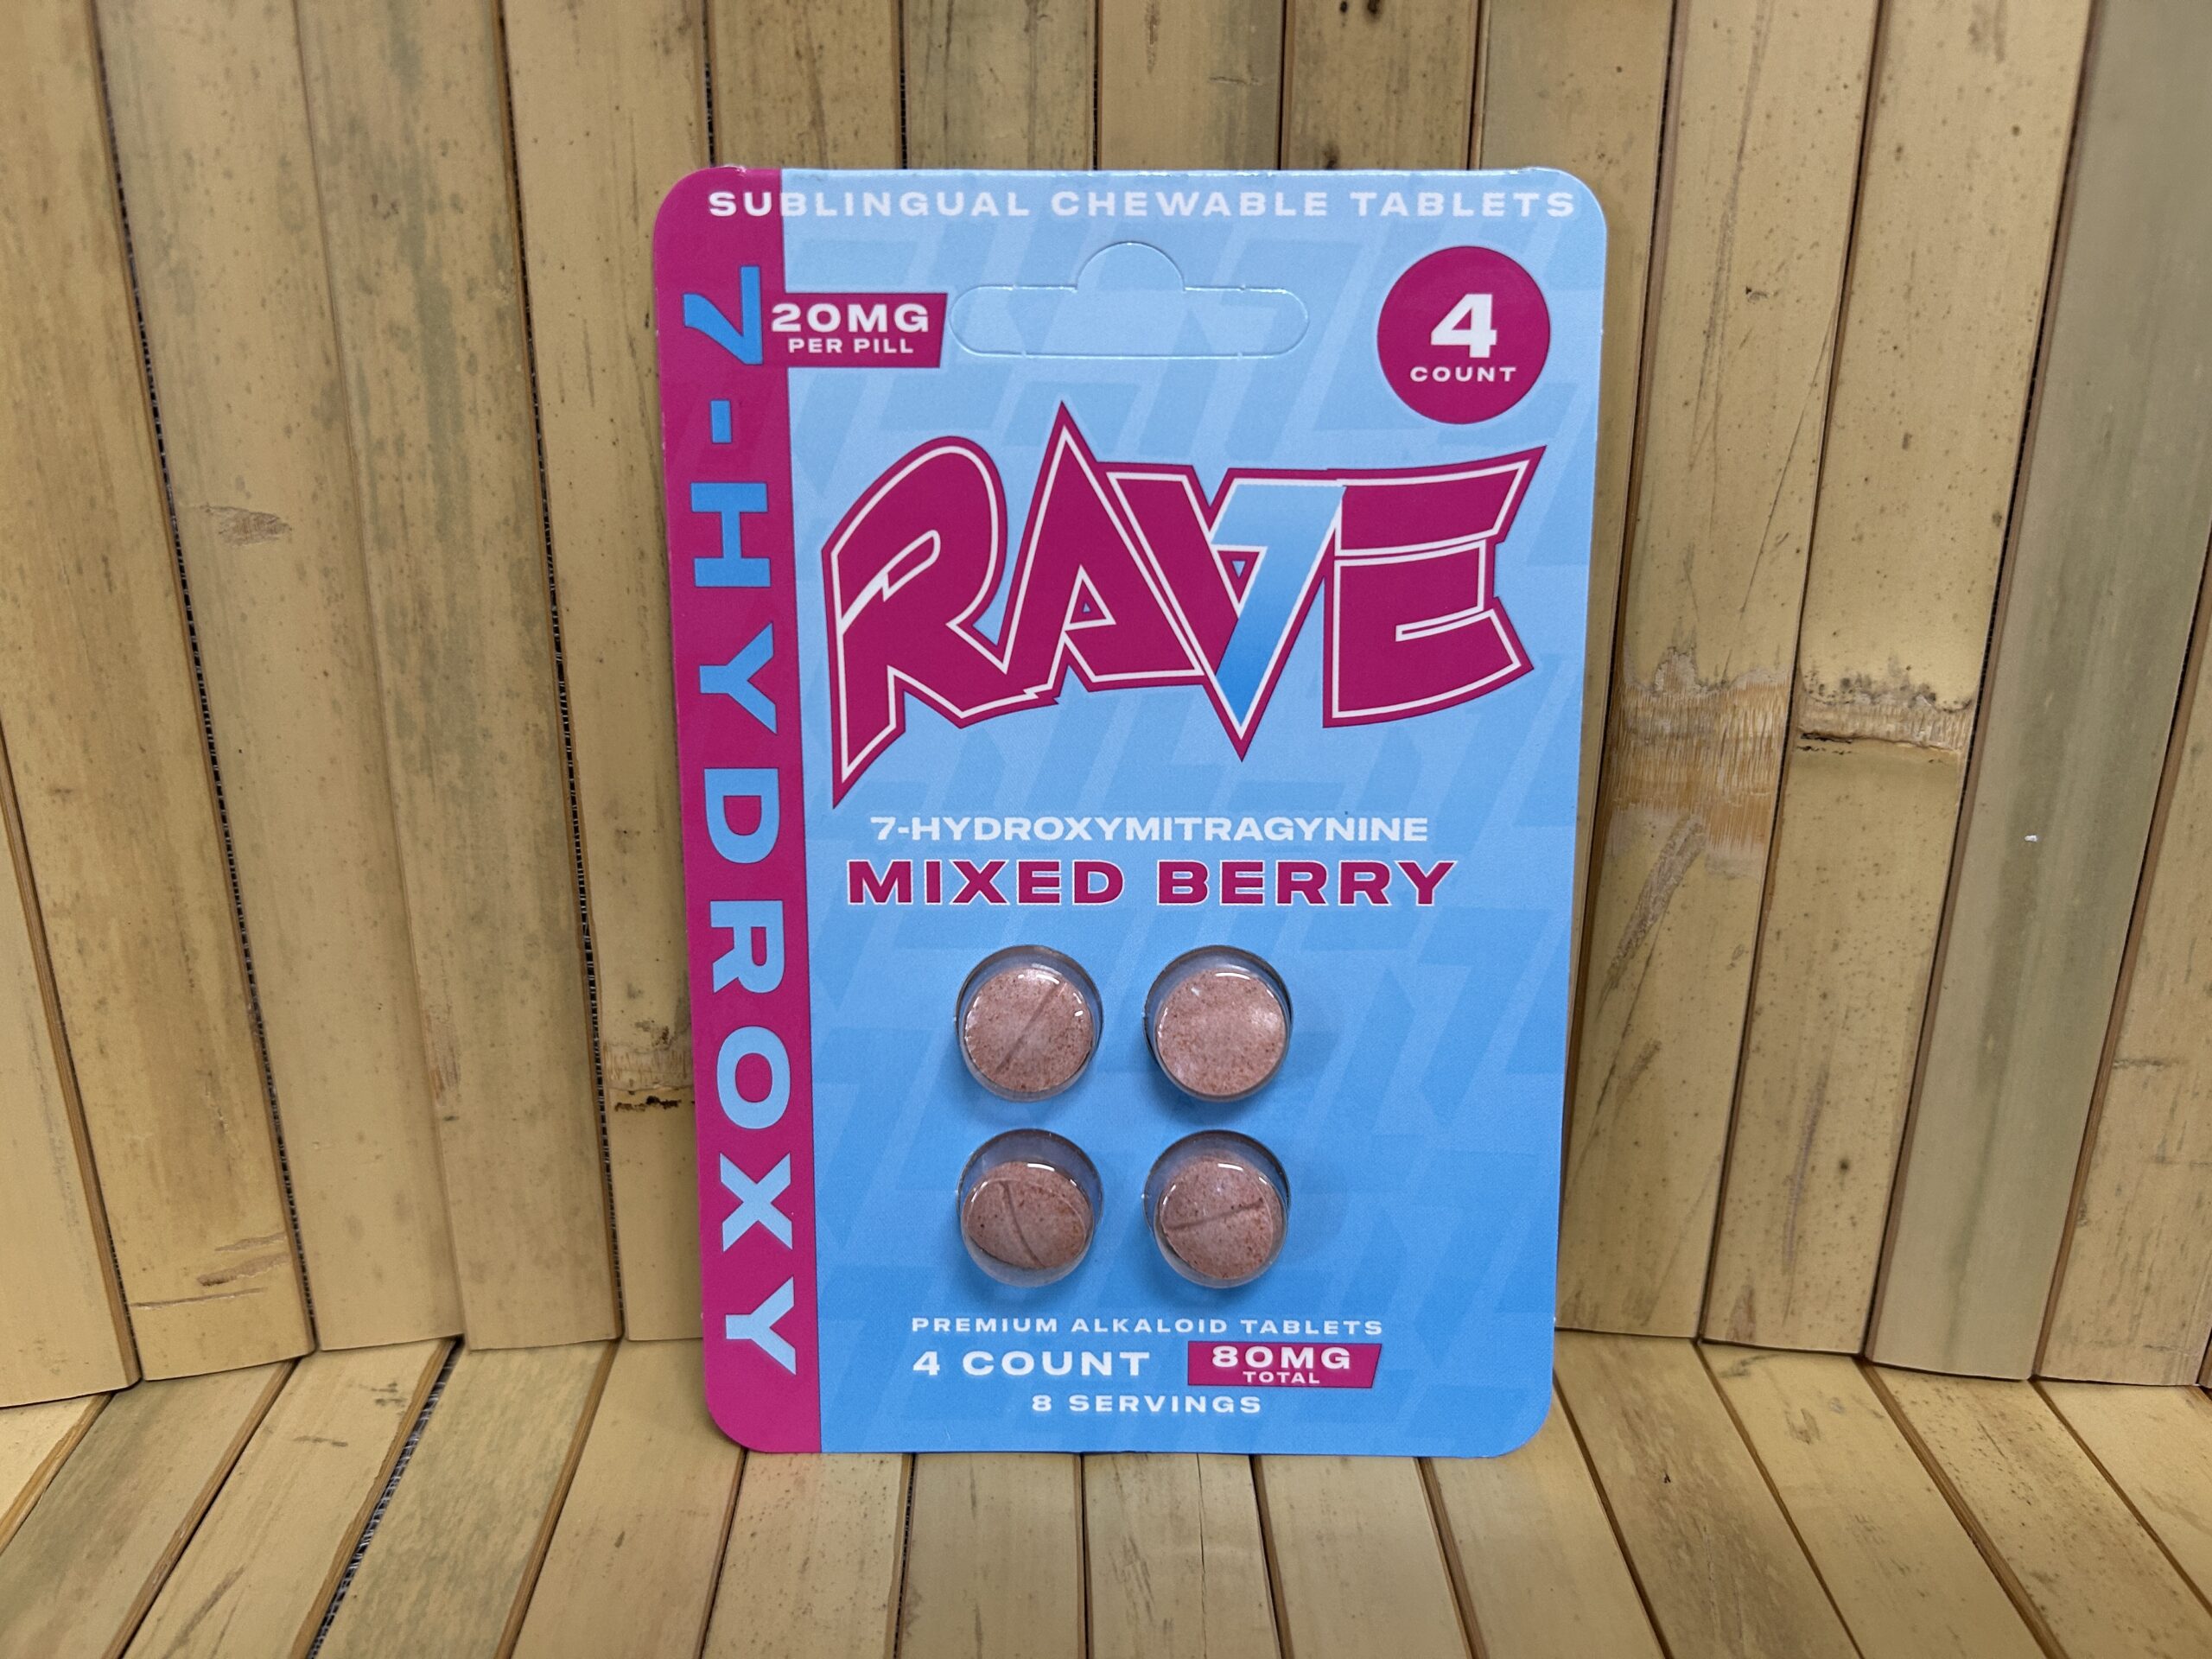 SUBLINGUAL CHEWABLE TABLETS
7-HYDROXY
20MG
PER PILL
4
COUNT
RAVE
7-HYDROXYMITRAGYNINE
MIXED BERRY
PREMIUM ALKALOID TABLETS
4 COUNT
80MG
TOTAL
8 SERVINGS